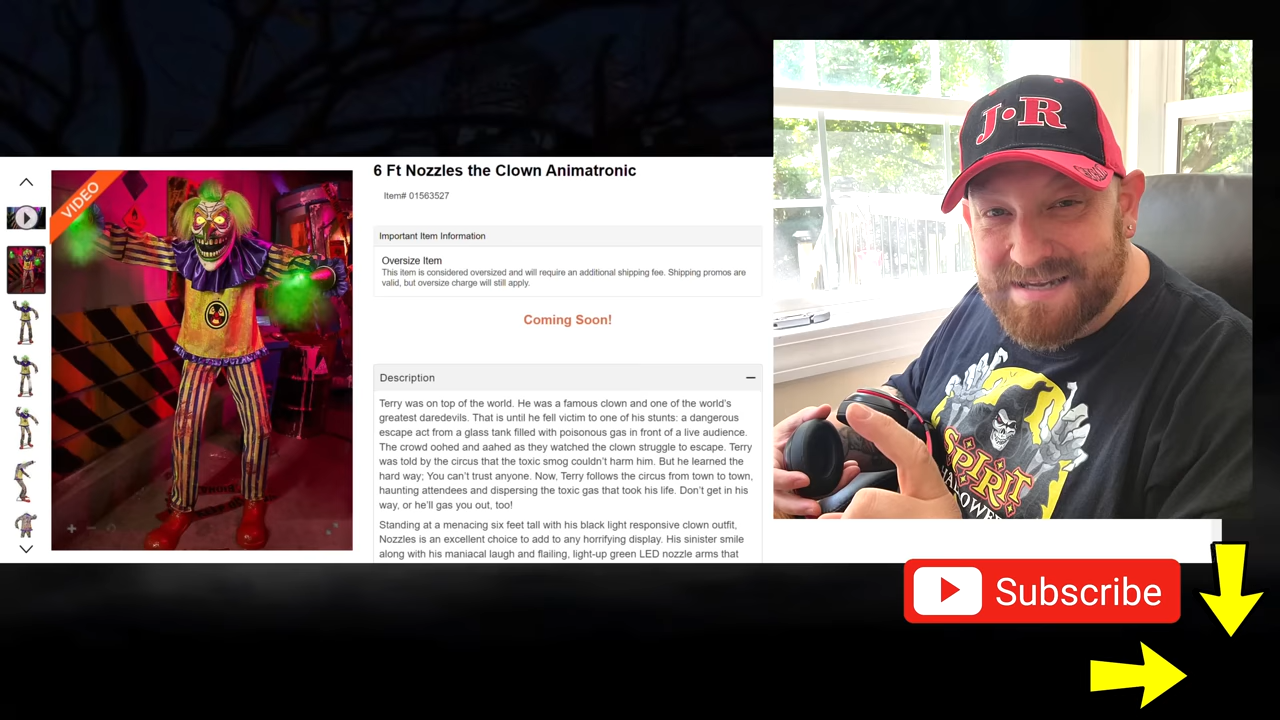 VIDEO
6 Ft Nozzles the Clown Animatronic
Item# 01563527
Important Item Information
Oversize Item
This item is considered oversized and will require an additional shipping fee. Shipping promos are
valid, but oversize charge will still apply.
Coming Soon!
Description
Terry was on top of the world. He was a famous clown and one of the world's
greatest daredevils. That is until he fell victim to one of his stunts: a dangerous
escape act from a glass tank filled with poisonous gas in front of a live audience.
The crowd oohed and aahed as they watched the clown struggle to escape. Terry
was told by the circus that the toxic smog couldn't harm him. But he learned the
hard way; You can't trust anyone. Now, Terry follows the circus from town to town,
haunting attendees and dispersing the toxic gas that took his life. Don't get in his
way, or he'll gas you out, too!
Standing at a menacing six feet tall with his black light responsive clown outfit,
Nozzles is an excellent choice to add to any horrifying display. His sinister smile
along with his maniacal laugh and flailing, light-up green LED nozzle arms that
J·R
SPIRIT
Subscribe